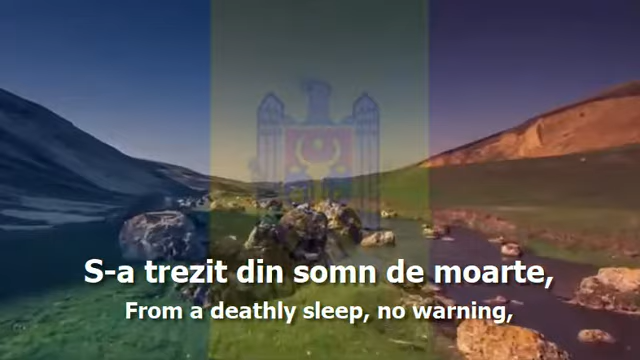 S-a trezit din somn de moarte,
From a deathly sleep, no warning,